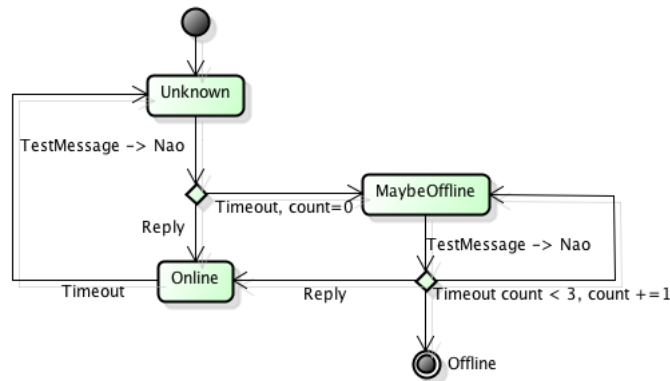 Unknown
TestMessage -> Nao
MaybeOffline
Timeout, count=0
Reply
TestMessage -> Nao
Online
Timeout
Reply
Timeout count < 3, count +=1
Offline